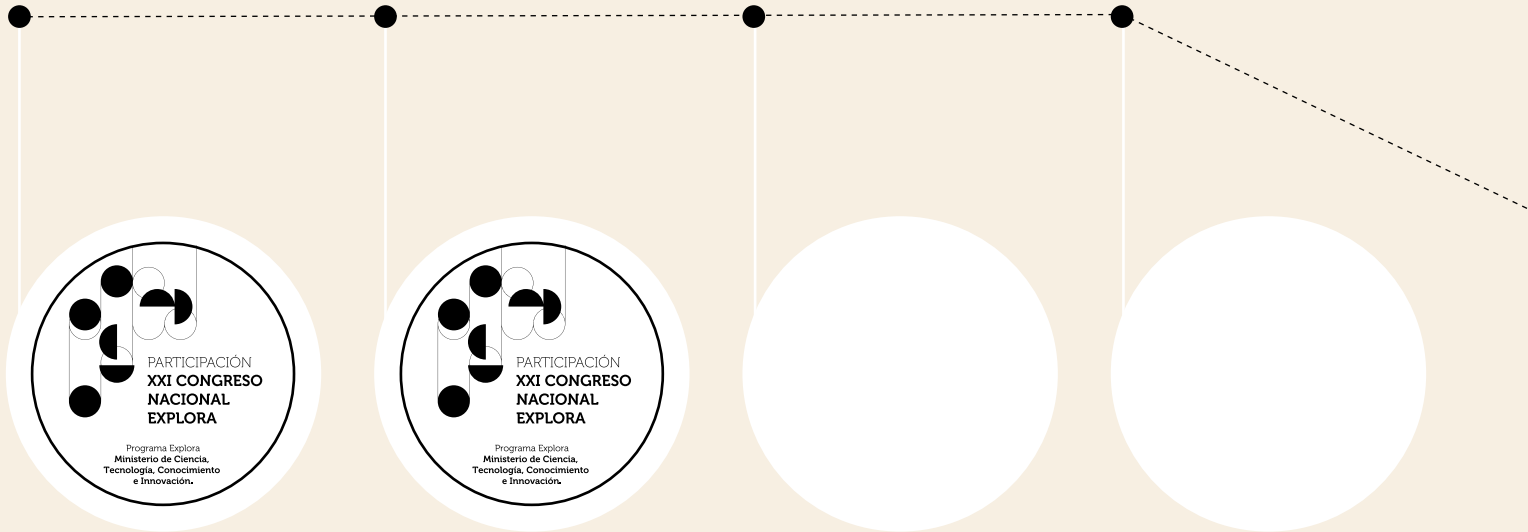 PARTICIPACIÓN
XXI CONGRESO
NACIONAL
EXPLORA
Programa Explora
Ministerio de Ciencia,
Tecnología, Conocimiento
e Innovación.
PARTICIPACIÓN
XXI CONGRESO
NACIONAL
EXPLORA
Programa Explora
Ministerio de Ciencia,
Tecnología, Conocimiento
e Innovación.